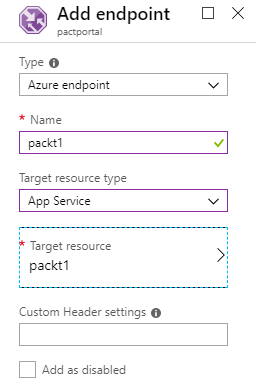 Add endpoint
pactportal
Type
Azure endpoint
* Name
packt1
Target resource type
App Service
* Target resource
packt1
Custom Header settings
Add as disabled